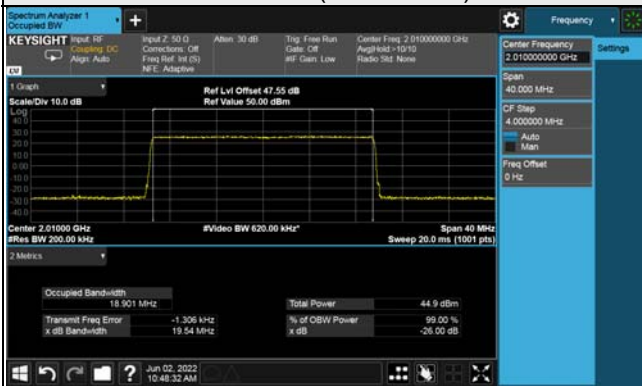 Spectrum Analyzer 1
Occupied BW
Frequency
KEYSIGHT
Input: RF
Coupling: DC
Align: Auto
Input Z: 50 Ω
Corrections: Off
Freq Ref: Int (S)
NFE: Adaptive
Atten: 30 dB
Trig: Free Run
Gate: Off
#IF Gain: Low
Center Freq: 2.010000000 GHz
Avg|Hold:>10/10
Radio Std: None
Center Frequency
2.010000000 GHz
Settings
Span
40.000 MHz
CF Step
4.000000 MHz
Auto
Man
Freq Offset
0 Hz
1 Graph
Scale/Div 10.0 dB
Ref Lvl Offset 47.55 dB
Ref Value 50.00 dBm
Log
40.0
30.0
20.0
10.0
0.00
-10.0
-20.0
-30.0
-40.0
Center 2.01000 GHz
#Res BW 200.00 kHz
#Video BW 620.00 kHz*
Span 40 MHz
Sweep 20.0 ms (1001 pts)
2 Metrics
Occupied Bandwidth
18.901 MHz
Total Power 44.9 dBm
Transmit Freq Error -1.306 kHz
% of OBW Power 99.00 %
x dB Bandwidth 19.54 MHz
x dB -26.00 dB
?
Jun 02, 2022
10:48:32 AM